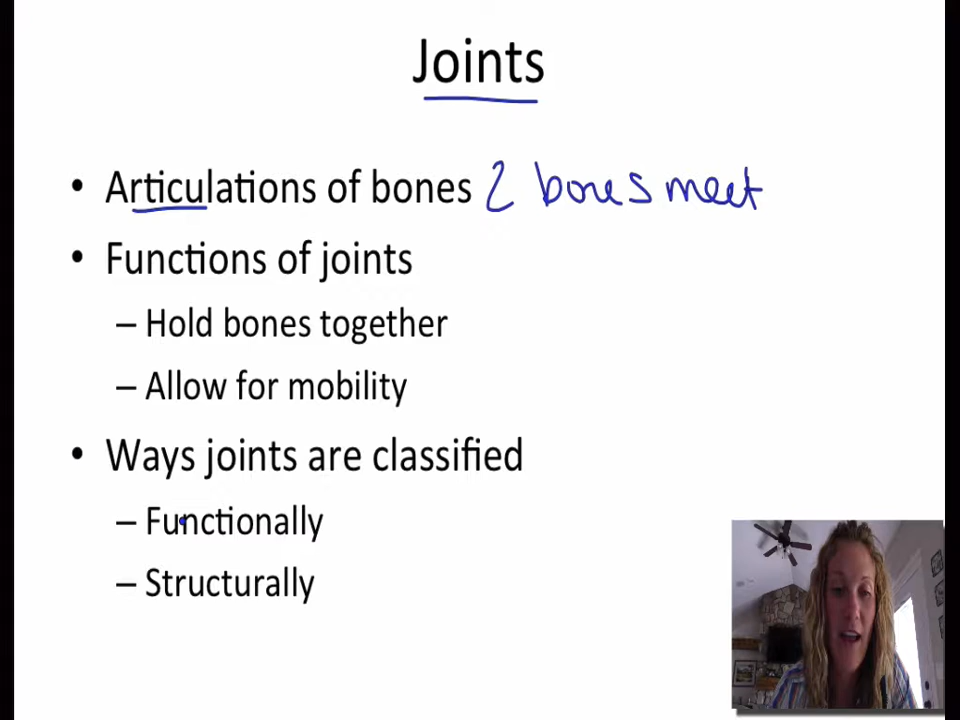 Joints
• Articulations of bones 2 bones meet
• Functions of joints
– Hold bones together
– Allow for mobility
• Ways joints are classified
– Functionally
– Structurally